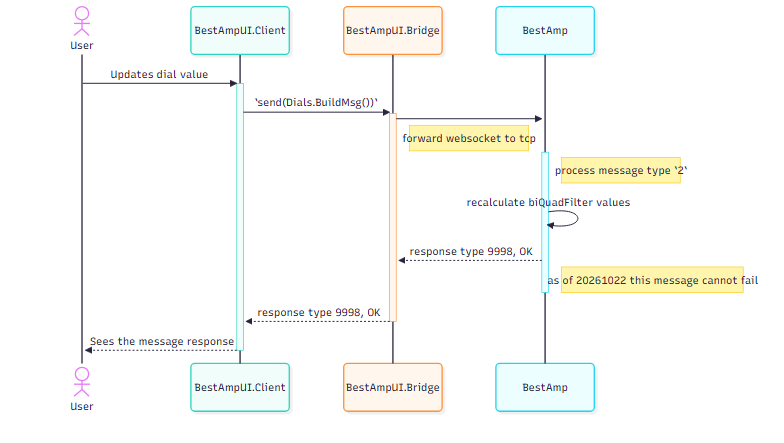 User
BestAmpUI.Client
BestAmpUI.Bridge
BestAmp
Updates dial value
`send(Dials.BuildMsg())`
forward websocket to tcp
process message type `2`
recalculate biQuadFilter values
response type 9998, OK
as of 20261022 this message cannot fail
response type 9998, OK
Sees the message response
User
BestAmpUI.Client
BestAmpUI.Bridge
BestAmp